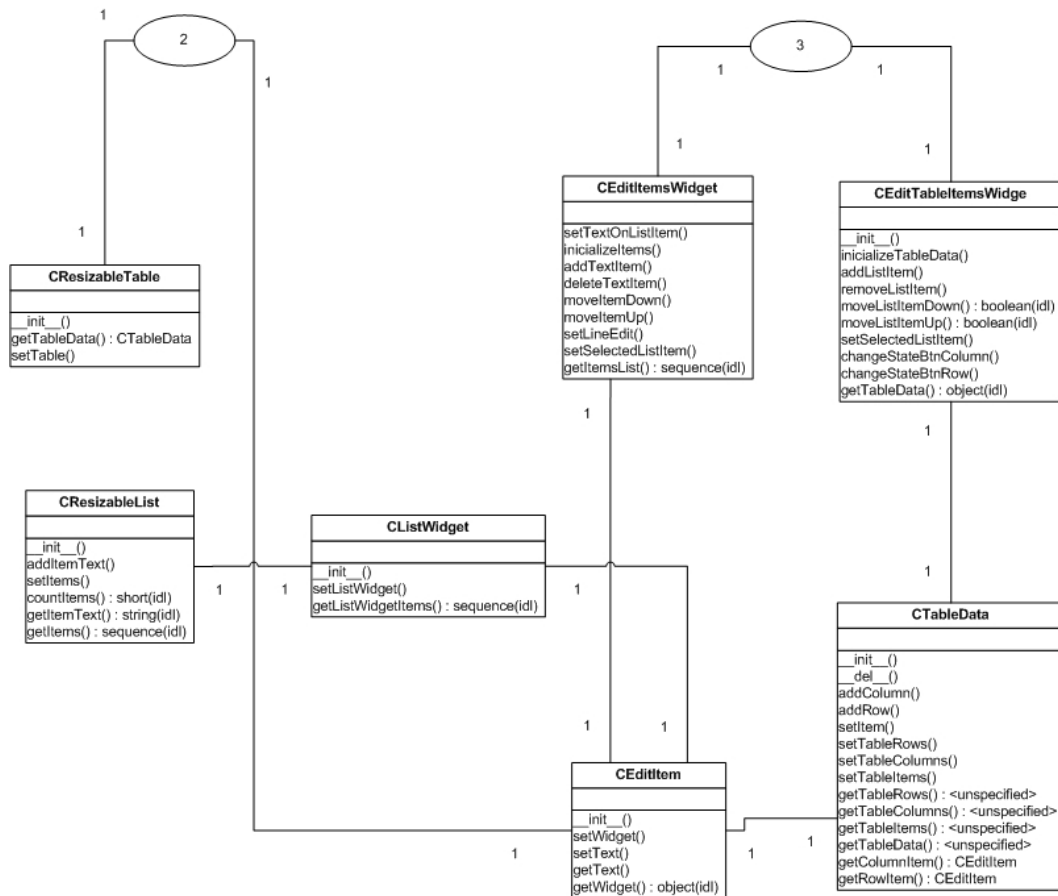 1
2
1
3
1
1
1
1
1
CEditItemsWidget
setTextOnListItem()
inicializeItems()
addTextItem()
deleteTextItem()
moveItemDown()
moveItemUp()
setLineEdit()
setSelectedListItem()
getItemsList() : sequence(idl)
CEditTableItemsWidge
__init__()
inicializeTableData()
addListItem()
removeListItem()
moveListItemDown() : boolean(idl)
moveListItemUp() : boolean(idl)
setSelectedListItem()
changeStateBtnColumn()
changeStateBtnRow()
getTableData() : object(idl)
CResizableTable
__init__()
getTableData() : CTableData
setTable()
1
1
CResizableList
__init__()
addItemText()
setItems()
countItems() : short(idl)
getItemText() : string(idl)
getItems() : sequence(idl)
1
1
CListWidget
__init__()
setListWidget()
getListWidgetItems() : sequence(idl)
1
1
CTableData
__init__()
__del__()
addColumn()
addRow()
setItem()
setTableRows()
setTableColumns()
setTableItems()
getTableRows() : <unspecified>
getTableColumns() : <unspecified>
getTableItems() : <unspecified>
getTableData() : <unspecified>
getColumnItem() : CEditItem
getRowItem() : CEditItem
1
1
CEditItem
__init__()
setWidget()
setText()
getText()
getWidget() : object(idl)
1
1
1